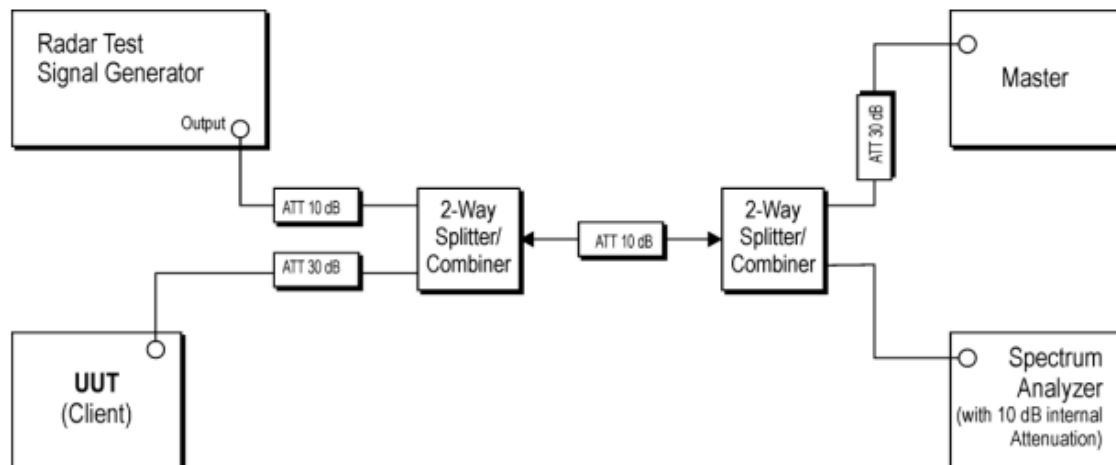 Radar Test
Signal Generator
Output
ATT 10 dB
2-Way
Splitter/
Combiner
ATT 30 dB
UUT
(Client)
ATT 10 dB
2-Way
Splitter/
Combiner
ATT 30 dB
Master
Spectrum
Analyzer
(with 10 dB internal
Attenuation)